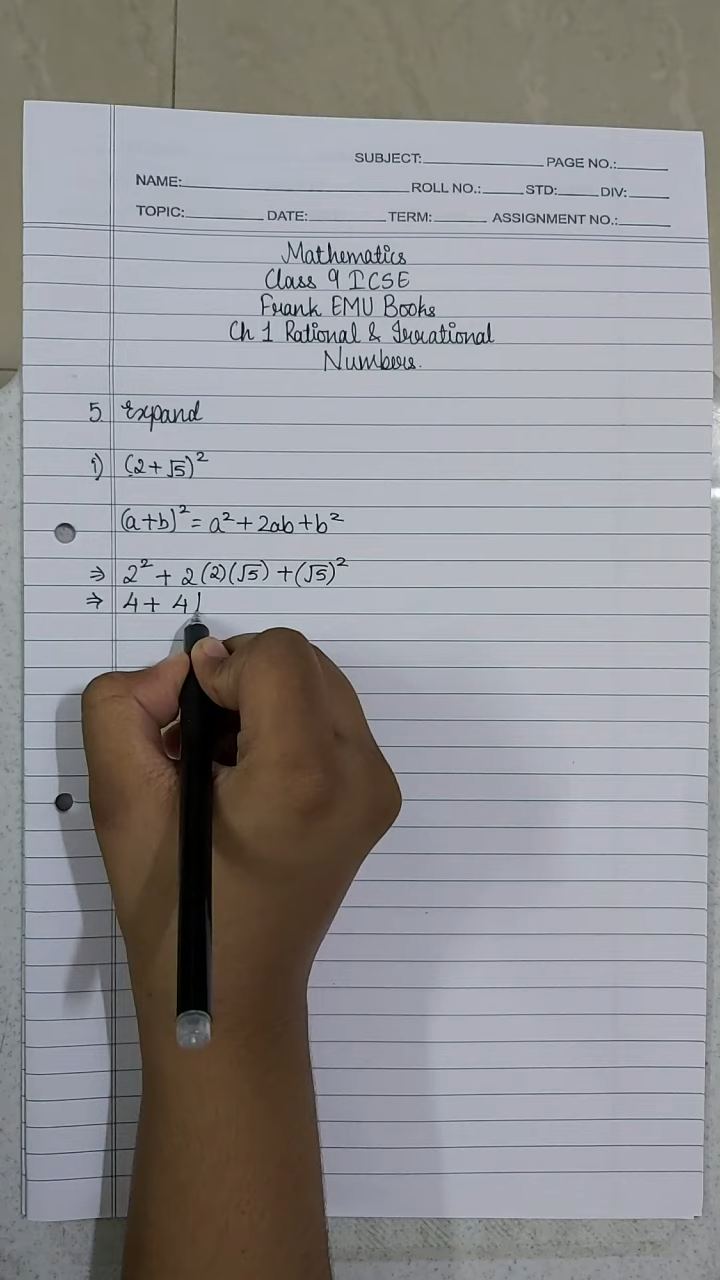 SUBJECT: PAGE NO.:
NAME: ROLL NO.: STD: DIV:
TOPIC: DATE: TERM: ASSIGNMENT NO.:
Mathematics
Class 9 ICSE
Frank EMU Books
Ch 1 Rational & Irrational
Numbers.
5. Expand
i) (2+√5)²
(a+b)² = a² + 2ab + b²
⇒ 2² + 2(2)(√5) + (√5)²
⇒ 4 + 4